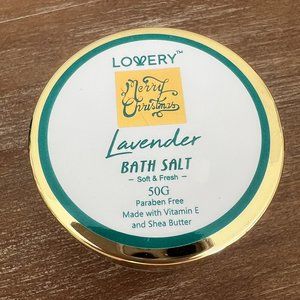 LOVERY™
Merry
Christmas
Lavender
BATH SALT
– Soft & Fresh –
50G
Paraben Free
Made with Vitamin E
and Shea Butter